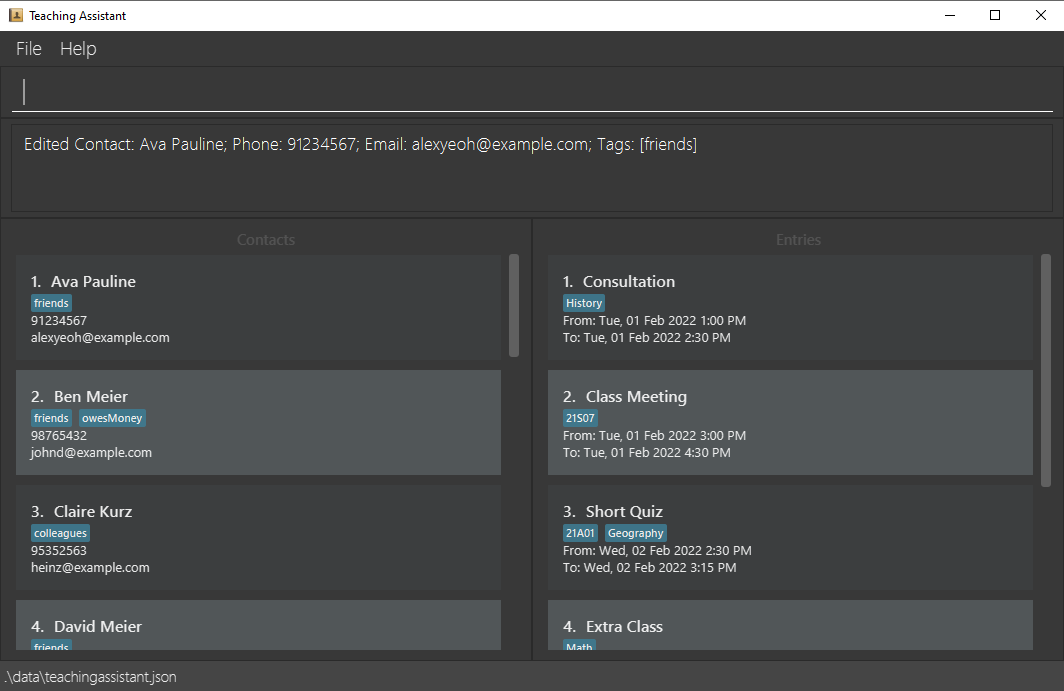 Teaching Assistant
File Help
Edited Contact: Ava Pauline; Phone: 91234567; Email: alexyeoh@example.com; Tags: [friends]
Contacts
1. Ava Pauline
friends
91234567
alexyeoh@example.com
2. Ben Meier
friends owesMoney
98765432
johnd@example.com
3. Claire Kurz
colleagues
95352563
heinz@example.com
4. David Meier
friends
Entries
1. Consultation
History
From: Tue, 01 Feb 2022 1:00 PM
To: Tue, 01 Feb 2022 2:30 PM
2. Class Meeting
21S07
From: Tue, 01 Feb 2022 3:00 PM
To: Tue, 01 Feb 2022 4:30 PM
3. Short Quiz
21A01 Geography
From: Wed, 02 Feb 2022 2:30 PM
To: Wed, 02 Feb 2022 3:15 PM
4. Extra Class
Math
.\data\teachingassistant.json